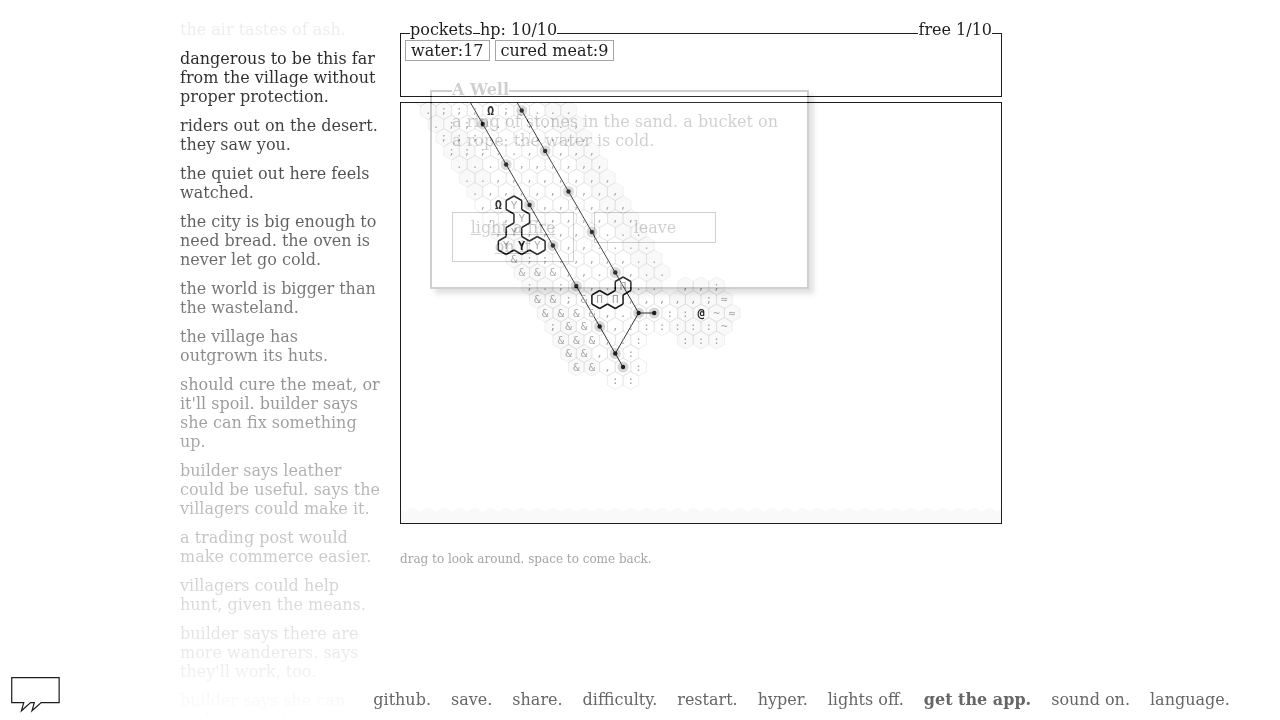 the air tastes of ash.
dangerous to be this far
from the village without
proper protection.
riders out on the desert.
they saw you.
the quiet out here feels
watched.
the city is big enough to
need bread. the oven is
never let go cold.
the world is bigger than
the wasteland.
the village has
outgrown its huts.
should cure the meat, or
it'll spoil. builder says
she can fix something
up.
builder says leather
could be useful. says the
villagers could make it.
a trading post would
make commerce easier.
villagers could help
hunt, given the means.
builder says there are
more wanderers. says
they'll work, too.
builder says she can
pockets hp: 10/10 free 1/10
water:17 cured meat:9
A Well
a ring of stones in the sand. a bucket on
a rope. the water is cold.
light a fire leave
drag to look around. space to come back.
github. save. share. difficulty. restart. hyper. lights off. get the app. sound on. language.